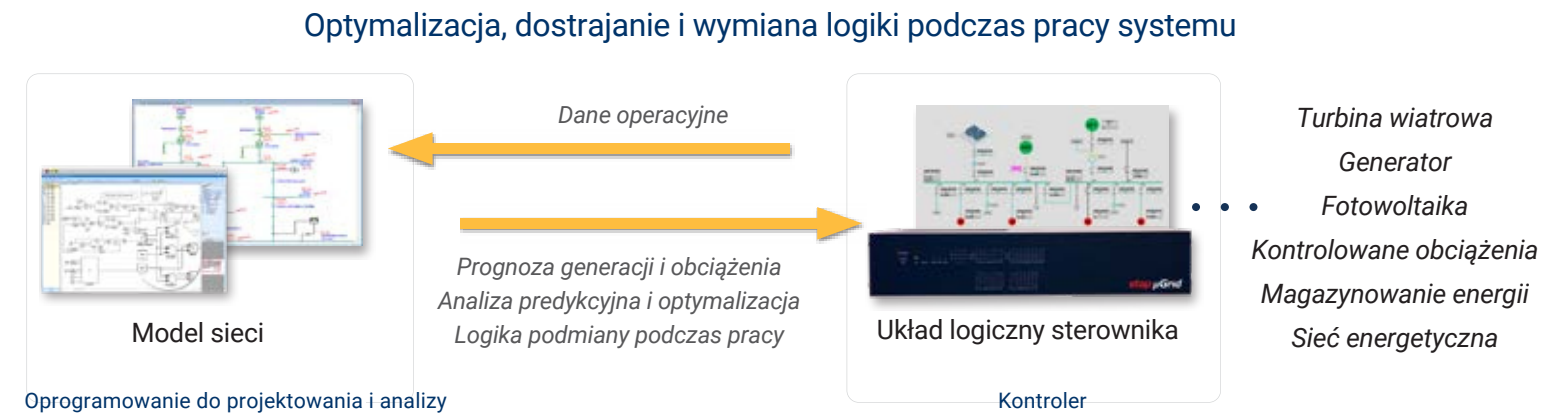 Optymalizacja, dostrajanie i wymiana logiki podczas pracy systemu
Dane operacyjne
Prognoza generacji i obciążenia
Analiza predykcyjna i optymalizacja
Logika podmiany podczas pracy
Model sieci
Oprogramowanie do projektowania i analizy
etap μGrid
Układ logiczny sterownika
Kontroler
Turbina wiatrowa
Generator
Fotowoltaika
Kontrolowane obciążenia
Magazynowanie energii
Sieć energetyczna